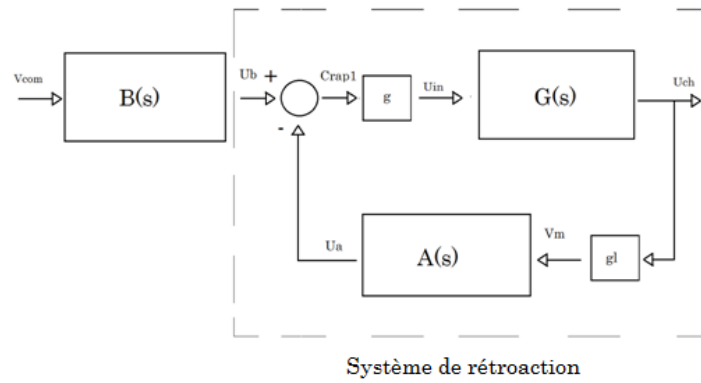 Vcom
B(s)
Ub
+
-
Crap1
g
Uin
G(s)
Uch
Ua
A(s)
Vm
gl
Système de rétroaction